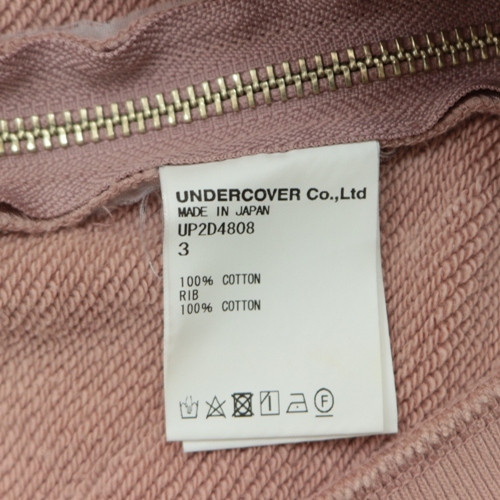 UNDERCOVER Co.,Ltd
MADE IN JAPAN
UP2D4808
3
100% COTTON
RIB
100% COTTON
F